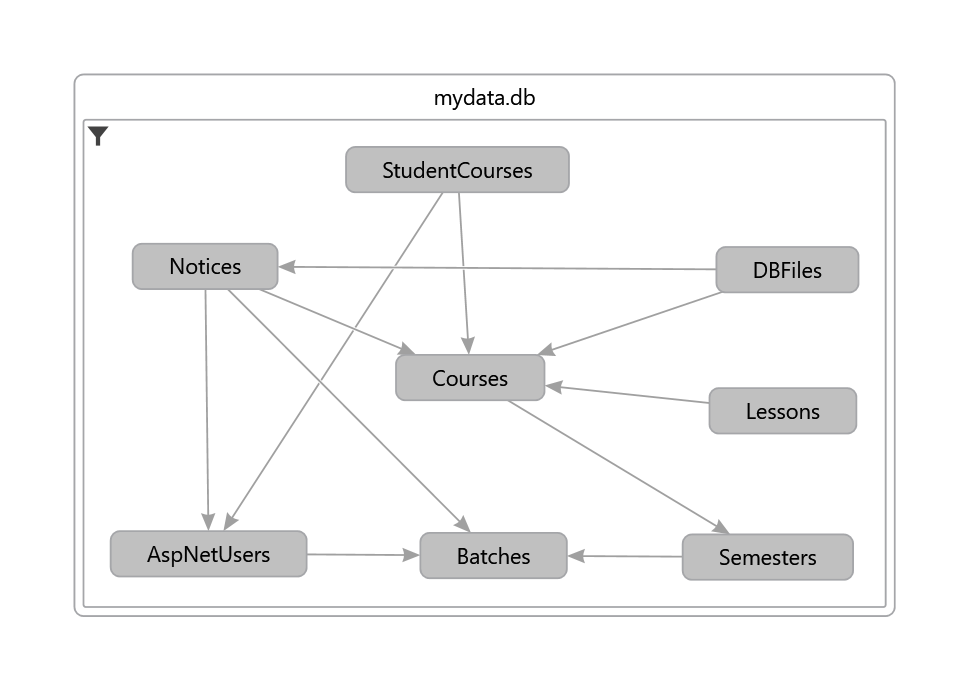 mydata.db
StudentCourses
Notices
DBFiles
Courses
Lessons
AspNetUsers
Batches
Semesters